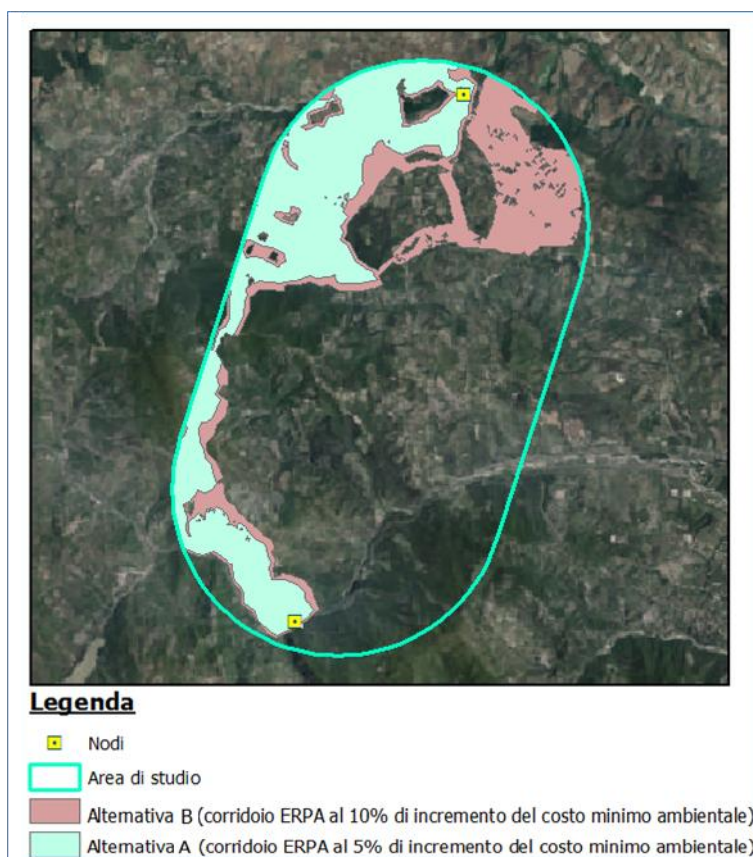 Legenda
Nodi
Area di studio
Alternativa B (corridoio ERPA al 10% di incremento del costo minimo ambientale)
Alternativa A (corridoio ERPA al 5% di incremento del costo minimo ambientale)